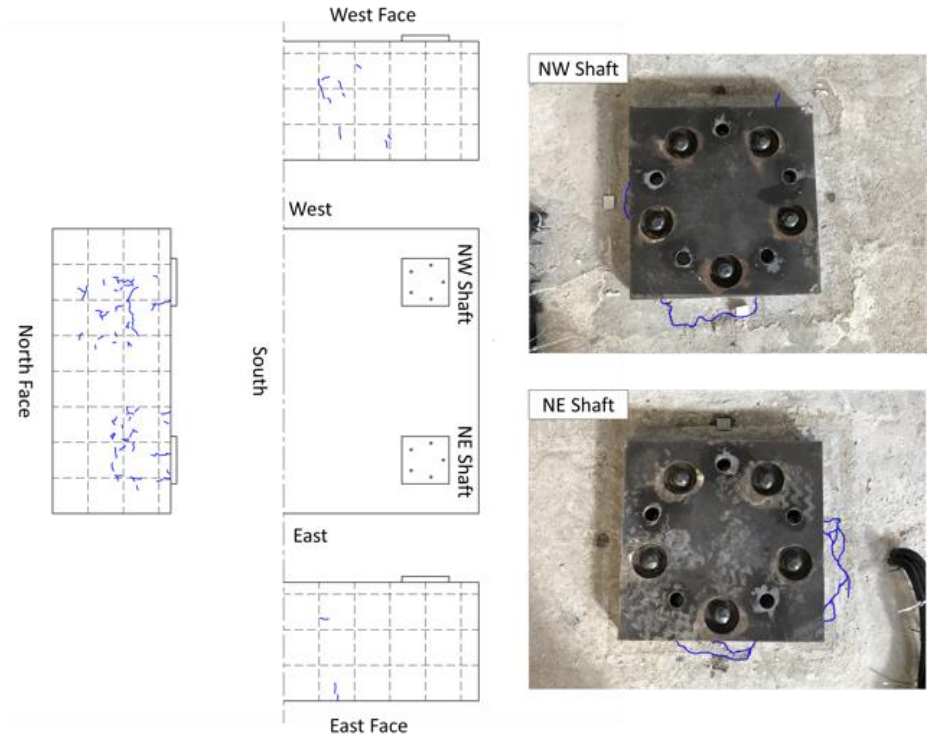 West Face
NW Shaft
West
NW Shaft
North Face
South
NE Shaft
NE Shaft
East
East Face